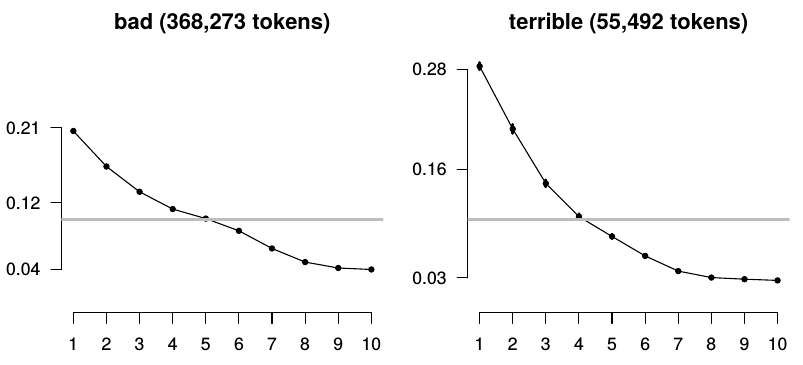 bad (368,273 tokens)
0.21
0.12
0.04
1 2 3 4 5 6 7 8 9 10
terrible (55,492 tokens)
0.28
0.16
0.03
1 2 3 4 5 6 7 8 9 10